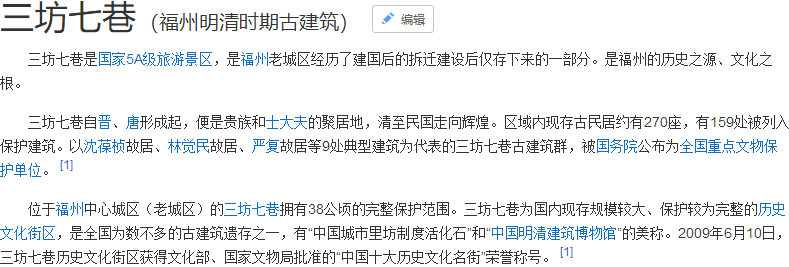 三坊七巷（福州明清时期古建筑） 编辑
三坊七巷是国家5A级旅游景区，是福州老城区经历了建国后的拆迁建设后仅存下来的一部分。是福州的历史之源、文化之
根。
三坊七巷自晋、唐形成起，便是贵族和士大夫的聚居地，清至民国走向辉煌。区域内现存古民居约有270座，有159处被列入
保护建筑。以沈葆桢故居、林觉民故居、严复故居等9处典型建筑为代表的三坊七巷古建筑群，被国务院公布为全国重点文物保
护单位。 [1]
位于福州中心城区（老城区）的三坊七巷拥有38公顷的完整保护范围。三坊七巷为国内现存规模较大、保护较为完整的历史
文化街区，是全国为数不多的古建筑遗存之一，有“中国城市里坊制度活化石”和“中国明清建筑博物馆”的美称。2009年6月10日，
三坊七巷历史文化街区获得文化部、国家文物局批准的“中国十大历史文化名街”荣誉称号。 [1]